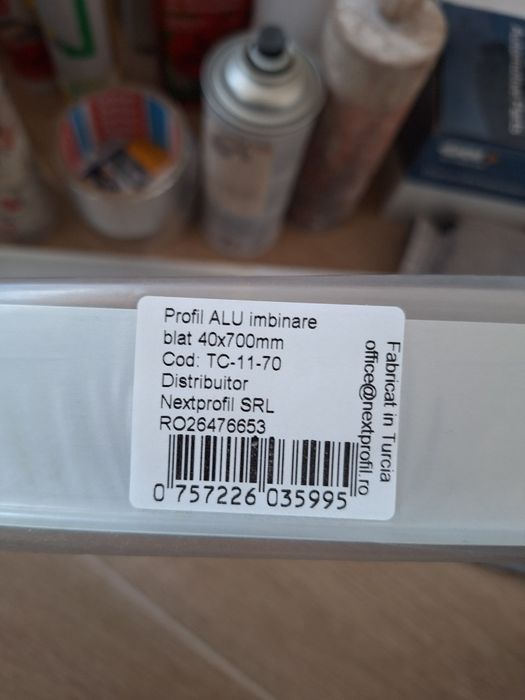 Profil ALU imbinare
blat 40x700mm
Cod: TC-11-70
Distribuitor
Nextprofil SRL
RO26476653
0 757226 035995
Fabricat in Turcia
office@nextprofil.ro